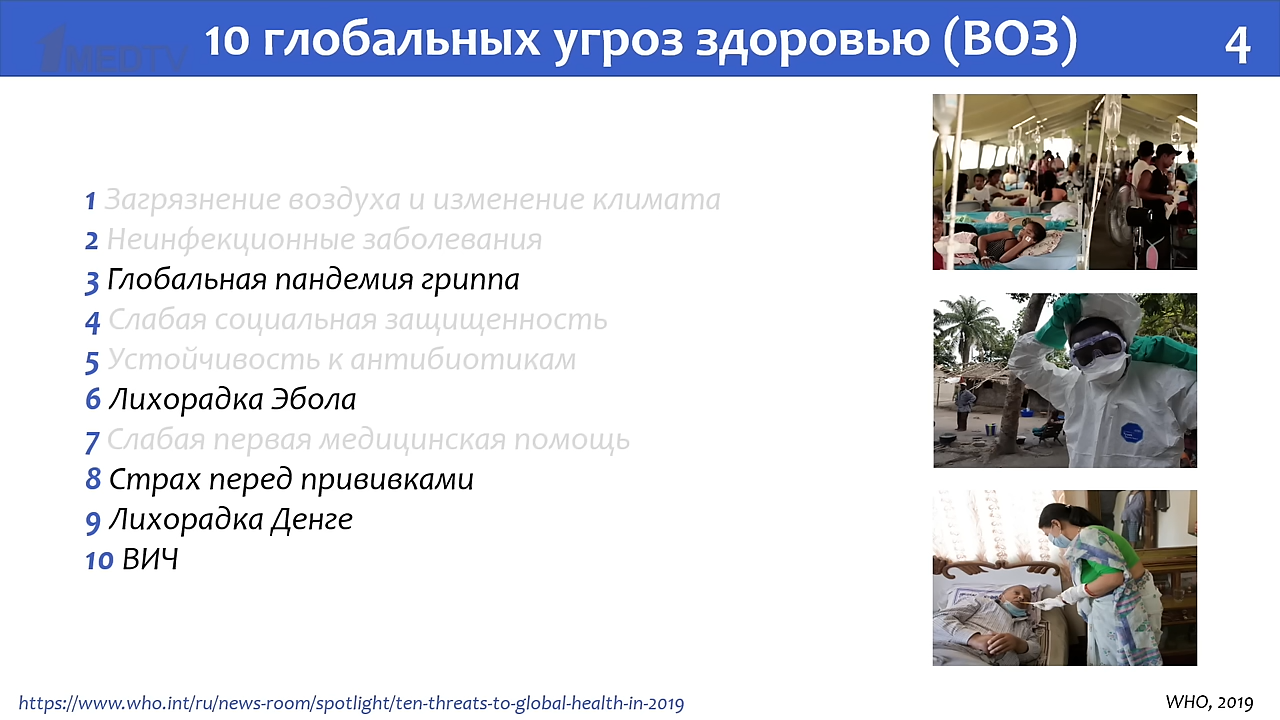 1MEDTV
10 глобальных угроз здоровью (ВОЗ)
4
1 Загрязнение воздуха и изменение климата
2 Неинфекционные заболевания
3 Глобальная пандемия гриппа
4 Слабая социальная защищенность
5 Устойчивость к антибиотикам
6 Лихорадка Эбола
7 Слабая первая медицинская помощь
8 Страх перед прививками
9 Лихорадка Денге
10 ВИЧ
https://www.who.int/ru/news-room/spotlight/ten-threats-to-global-health-in-2019
WHO, 2019